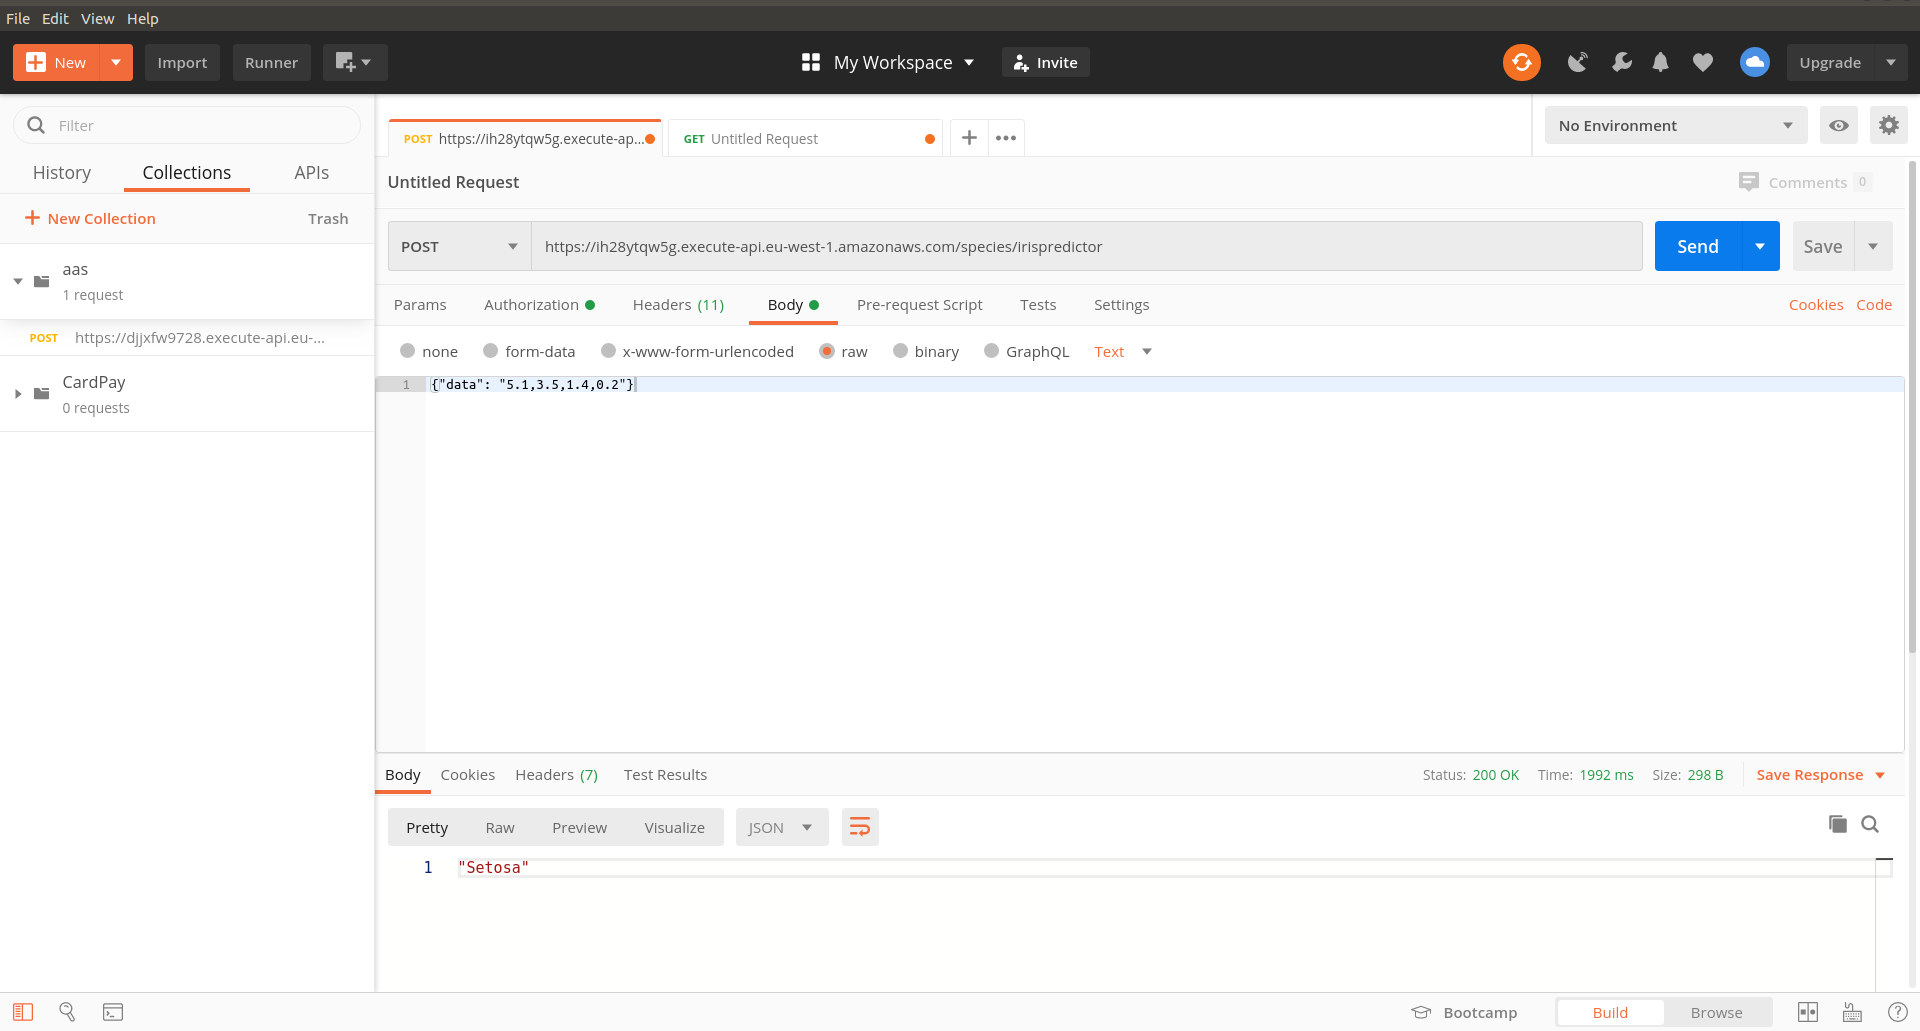 File Edit View Help
New Import Runner My Workspace Invite Upgrade
Filter
History Collections APIs
New Collection Trash
aas
1 request
POST https://djjxfw9728.execute-api.eu-...
CardPay
0 requests
POST https://ih28ytqw5g.execute-ap... GET Untitled Request ••• No Environment
Untitled Request Comments 0
POST https://ih28ytqw5g.execute-api.eu-west-1.amazonaws.com/species/irispredictor Send Save
Params Authorization Headers (11) Body Pre-request Script Tests Settings Cookies Code
none form-data x-www-form-urlencoded raw binary GraphQL Text
1 {"data": "5.1,3.5,1.4,0.2"}
Body Cookies Headers (7) Test Results Status: 200 OK Time: 1992 ms Size: 298 B Save Response
Pretty Raw Preview Visualize JSON
1 "Setosa"
Bootcamp Build Browse